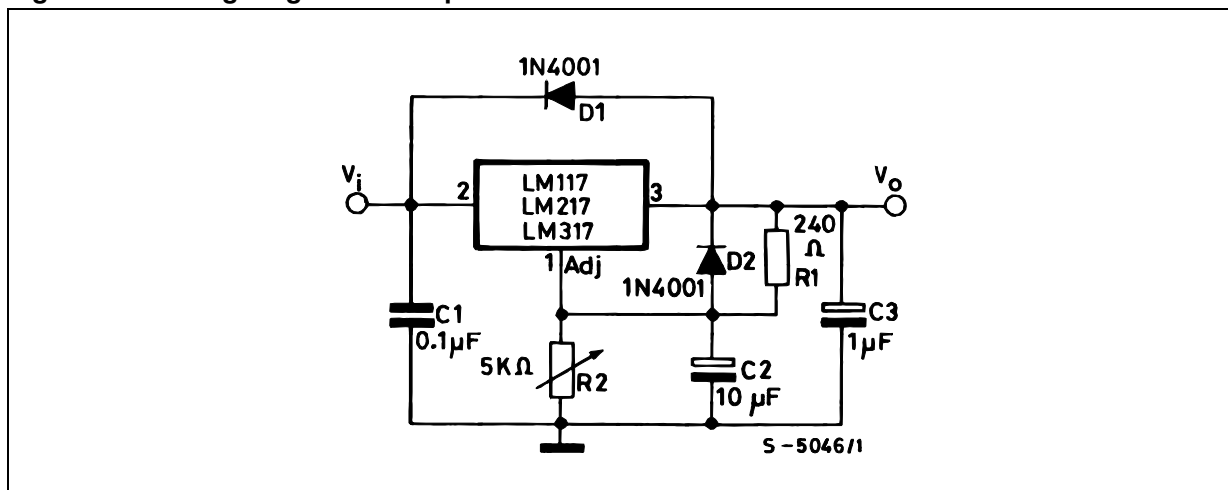 1N4001
D1
Vi
2
LM117
LM217
LM317
3
Vo
1
Adj
D2
1N4001
240
Ω
R1
C1
0.1µF
5KΩ
R2
C2
10 µF
C3
1µF
S-5046/1